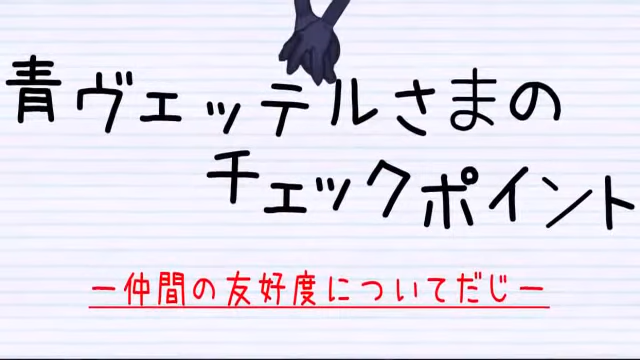 青ヴェッテルさまの
チェックポイント
ー仲間の友好度についてだじー